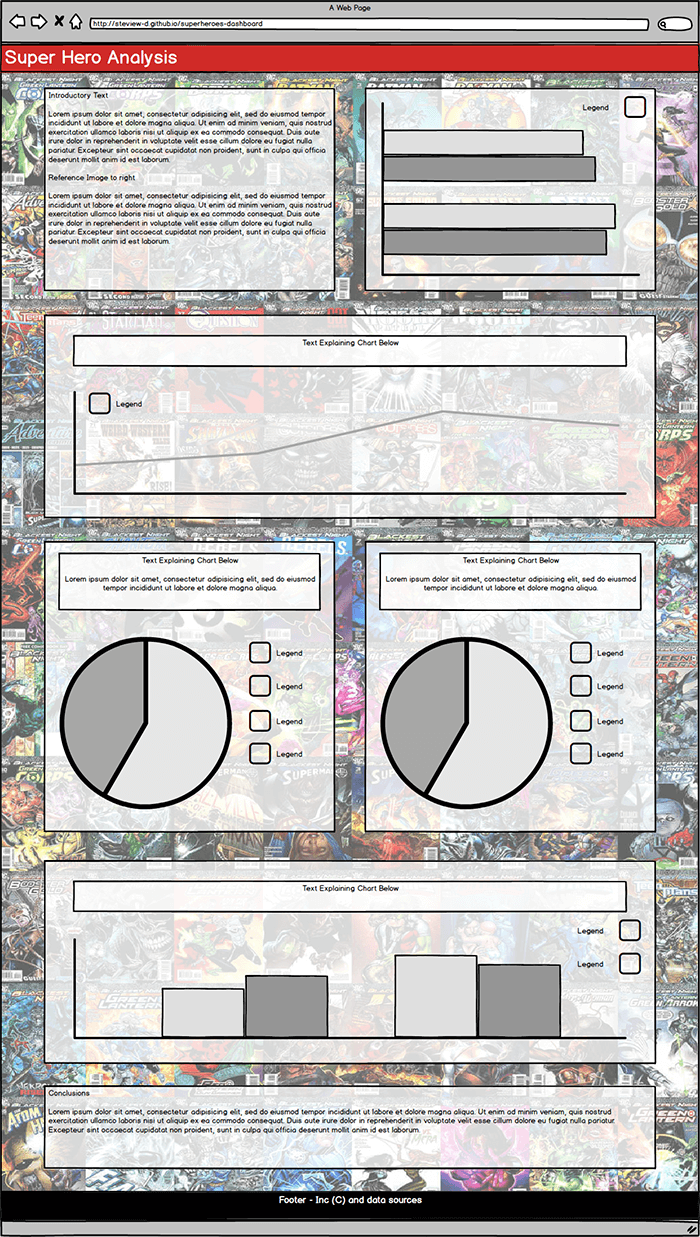 A Web Page
http://steview-d.github.io/superheroes-dashboard
Super Hero Analysis
Introductory Text
Lorem ipsum dolor sit amet, consectetur adipisicing elit, sed do eiusmod
incididunt ut labore et dolore magna aliqua. Ut enim ad minim veniam, quis nostrud
exercitation ullamco laboris nisi ut aliquip ex ea commodo consequat. Duis aute
irure dolor in reprehenderit in voluptate velit esse cillum dolore eu fugiat nulla
pariatur. Excepteur sint occaecat cupidatat non proident, sunt in culpa qui officia
deserunt mollit anim id est laborum.
Reference Image to right
Lorem ipsum dolor sit amet, consectetur adipisicing elit, sed do eiusmod tempor
incididunt ut labore et dolore magna aliqua. Ut enim ad minim veniam, quis nostrud
exercitation ullamco laboris nisi ut aliquip ex ea commodo consequat. Duis aute
irure dolor in reprehenderit in voluptate velit esse cillum dolore eu fugiat nulla
pariatur. Excepteur sint occaecat cupidatat non proident, sunt in culpa qui officia
deserunt mollit anim id est laborum.
Legend
Text Explaining Chart Below
Legend
Text Explaining Chart Below
Lorem ipsum dolor sit amet, consectetur adipisicing elit, sed do eiusmod
tempor incididunt ut labore et dolore magna aliqua.
Legend
Legend
Legend
Legend
Text Explaining Chart Below
Lorem ipsum dolor sit amet, consectetur adipisicing elit, sed do eiusmod
tempor incididunt ut labore et dolore magna aliqua.
Legend
Legend
Legend
Legend
Text Explaining Chart Below
Legend
Legend
Conclusions
Lorem ipsum dolor sit amet, consectetur adipisicing elit, sed do eiusmod tempor incididunt ut labore et dolore magna aliqua. Ut enim ad minim veniam, quis nostrud
exercitation ullamco laboris nisi ut aliquip ex ea commodo consequat. Duis aute irure dolor in reprehenderit in voluptate velit esse cillum dolore eu fugiat nulla pariatur.
Excepteur sint occaecat cupidatat non proident, sunt in culpa qui officia deserunt mollit anim id est laborum.
Footer - Inc (C) and data sources